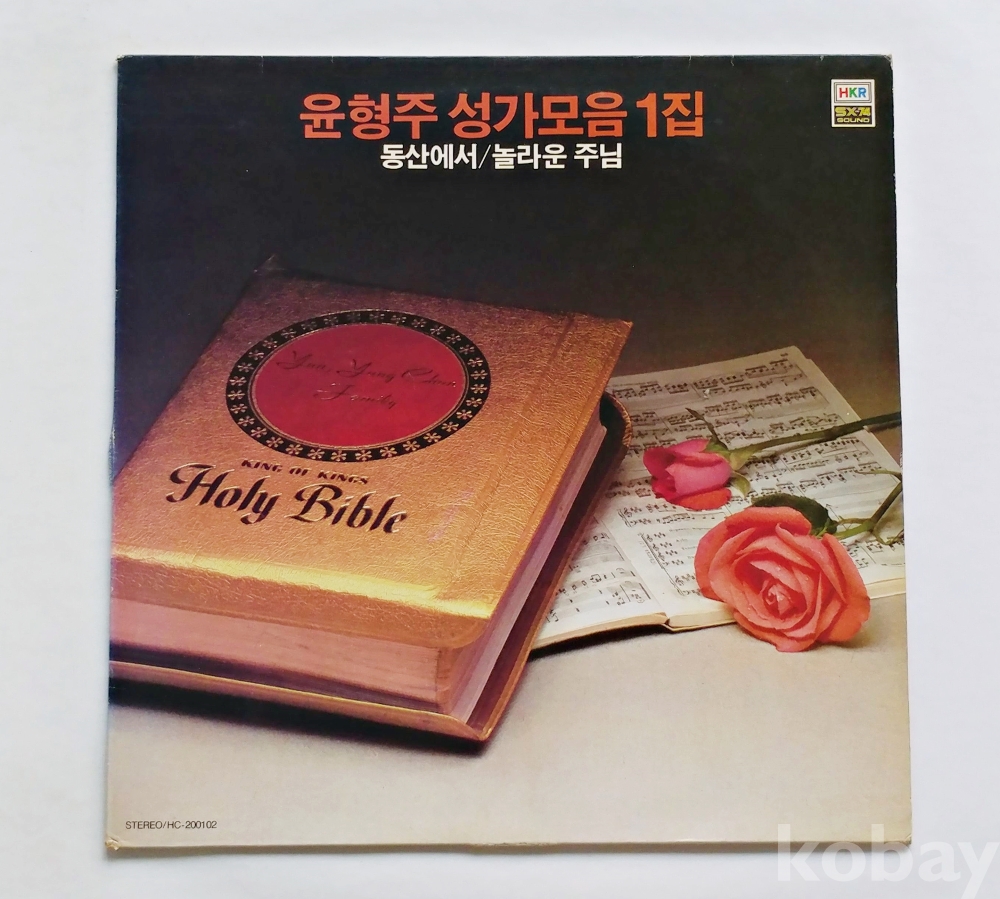 윤형주 성가모음 1집
동산에서/놀라운 주님
HKR
SX-74
SOUND
KING OF KINGS
Holy Bible
STEREO/HC-200102
kobay